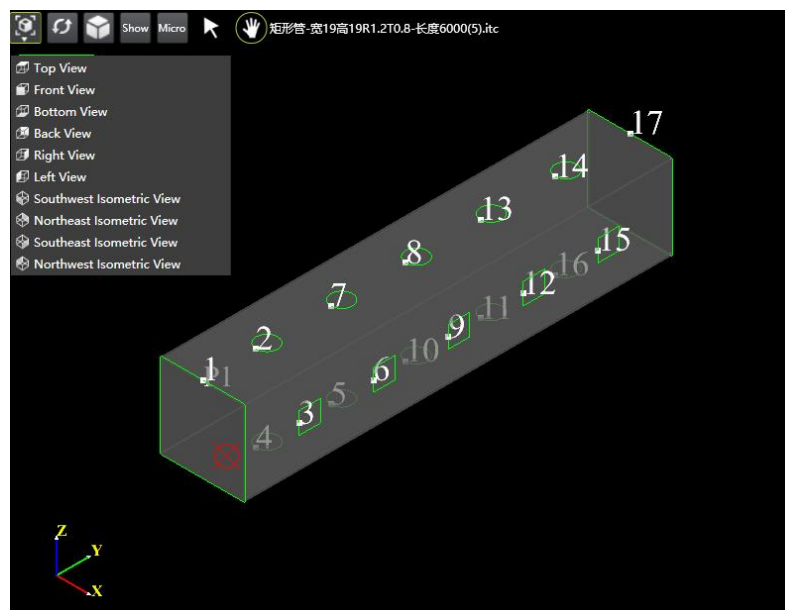 Show Micro 矩形管-宽19高19R1.2T0.8-长度6000(5).itc
Top View
Front View
Bottom View
Back View
Right View
Left View
Southwest Isometric View
Northeast Isometric View
Southeast Isometric View
Northwest Isometric View
17
14
13
15
8
16
12
7
11
9
2
10
1
P1
6
5
3
4
Z
Y
X